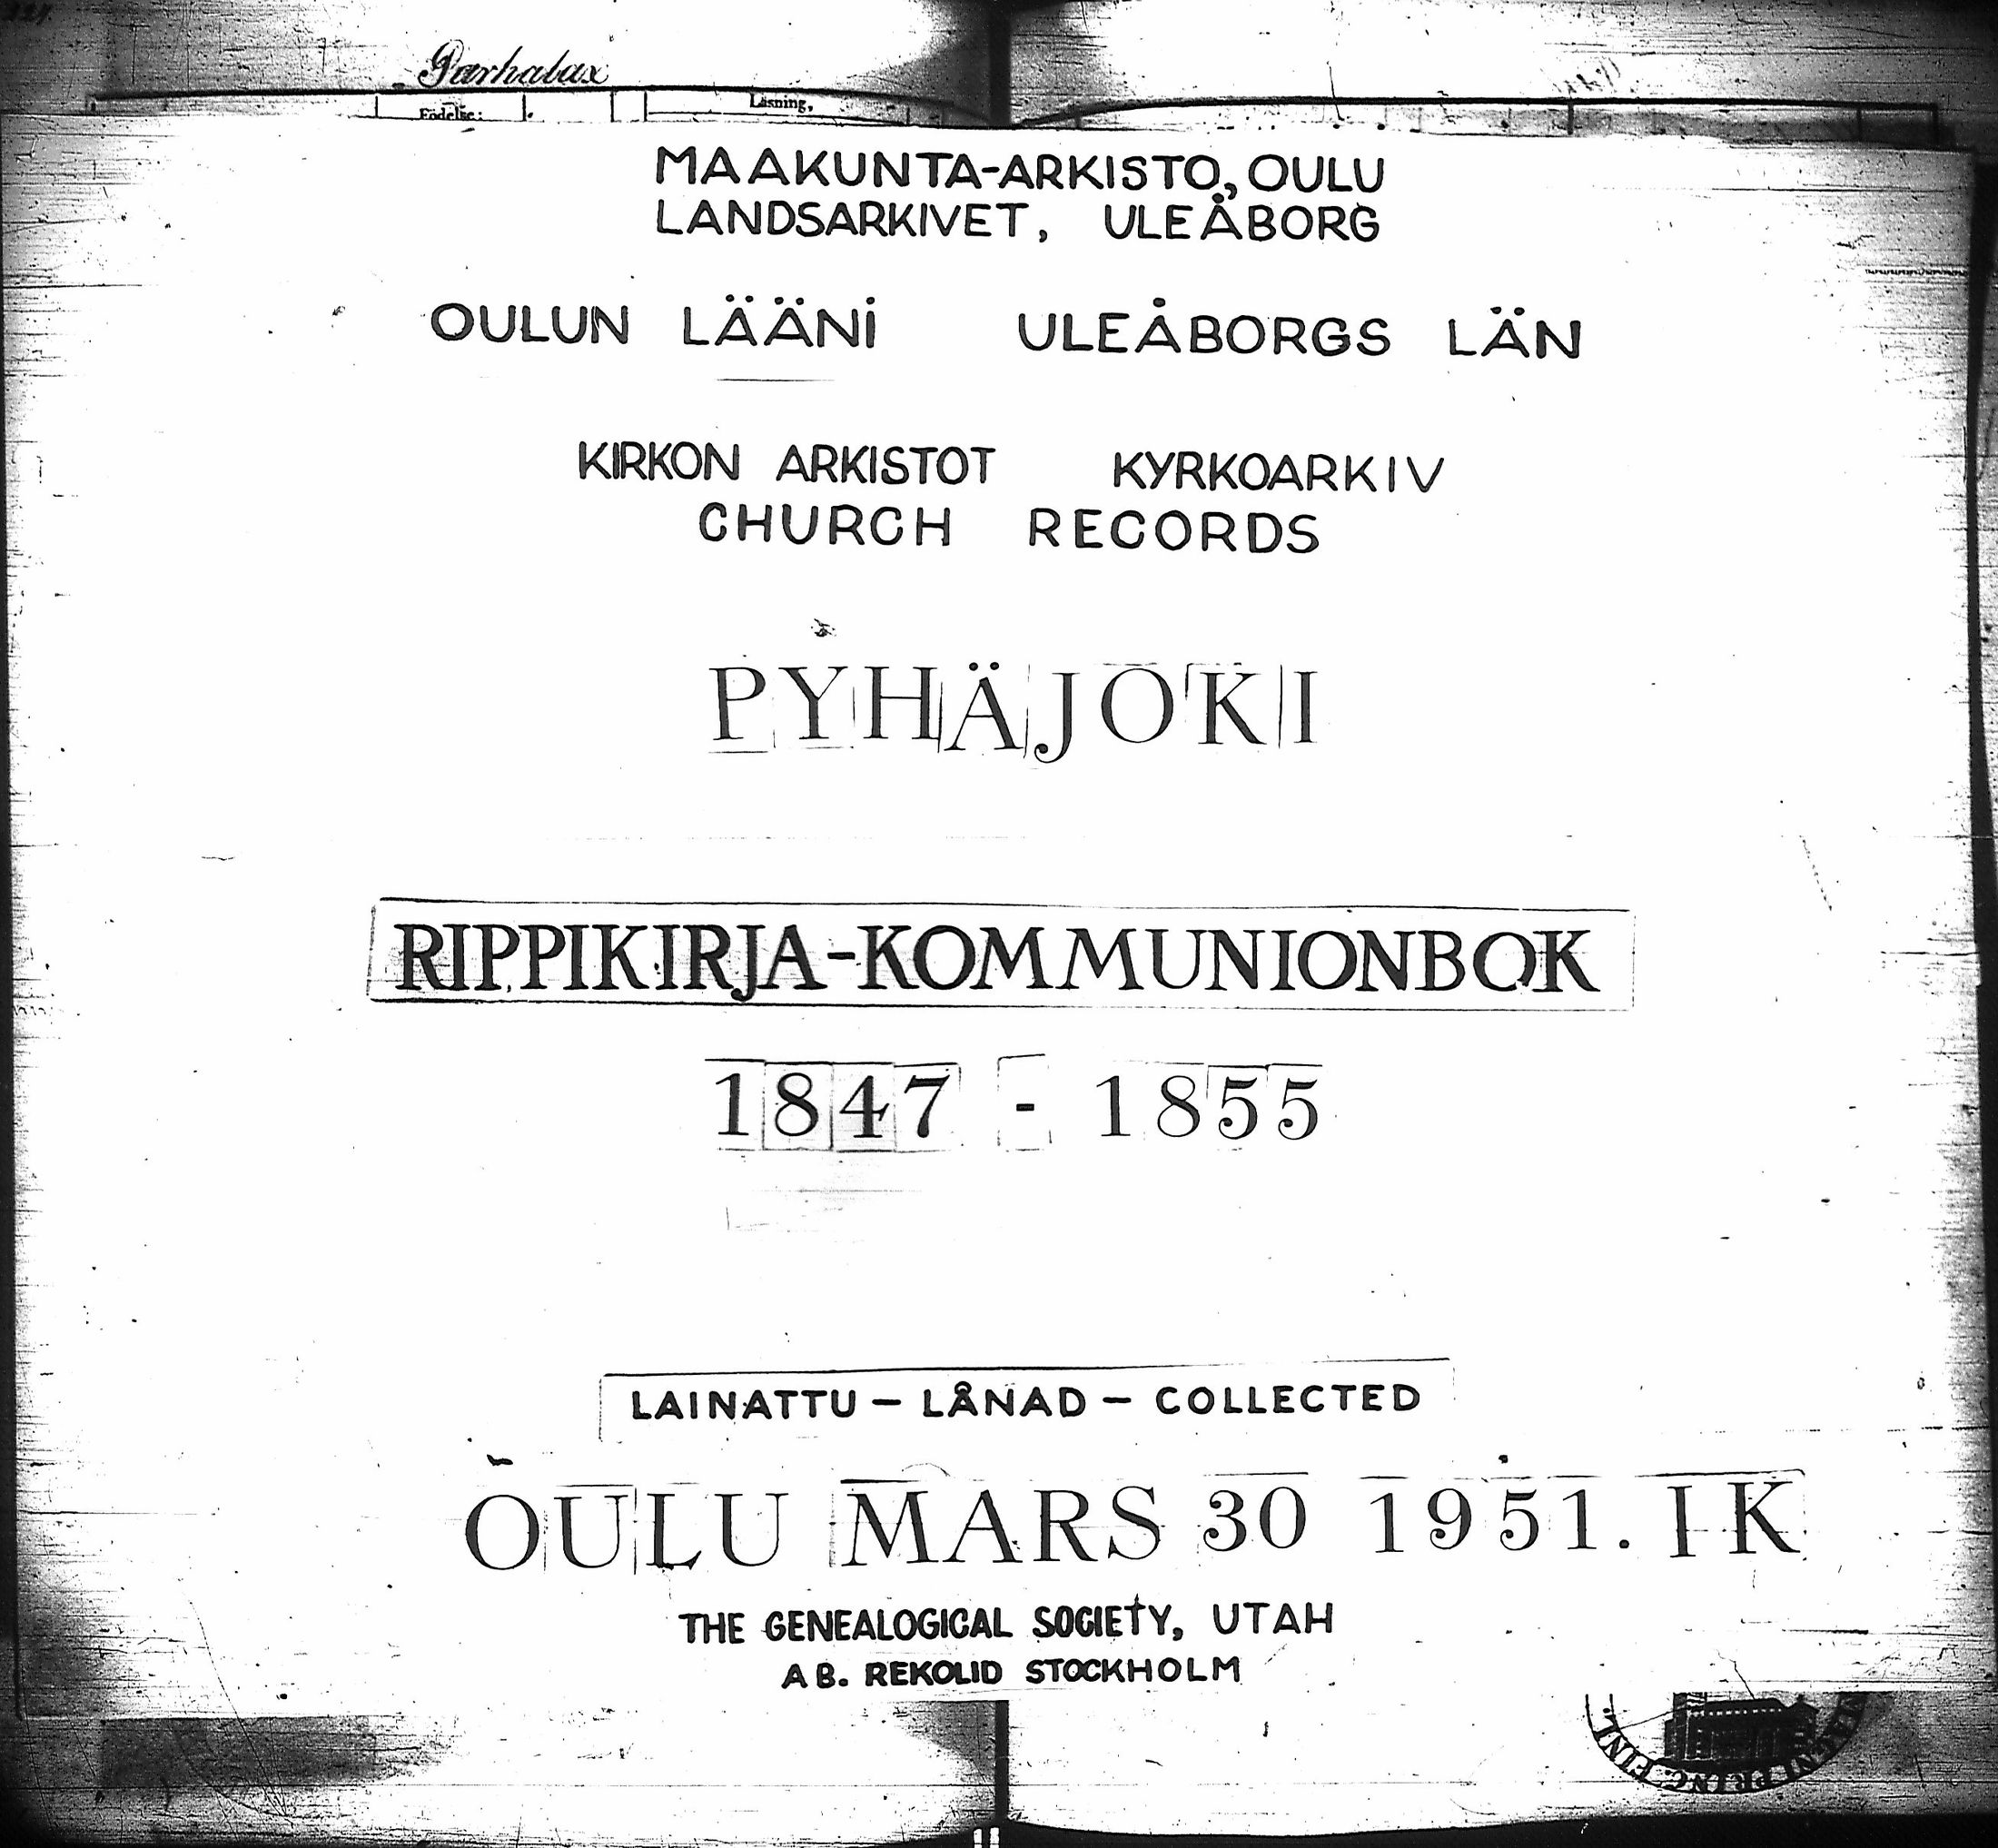 Parhalax
Födelse:
Läsning,
MAAKUNTA-ARKISTO, OULU
LANDSARKIVET, ULEÅBORG
OULUN LÄÄNI ULEÅBORGS LÄN
KIRKON ARKISTOT KYRKOARKIV
CHURCH RECORDS
PYHÄJOKI
RIPPIKIRJA-KOMMUNIONBOK
1847 - 1855
LAINATTU - LÅNAD - COLLECTED
OULU MARS 30 1951. IK
THE GENEALOGICAL SOCIETY, UTAH
AB. REKOLID STOCKHOLM